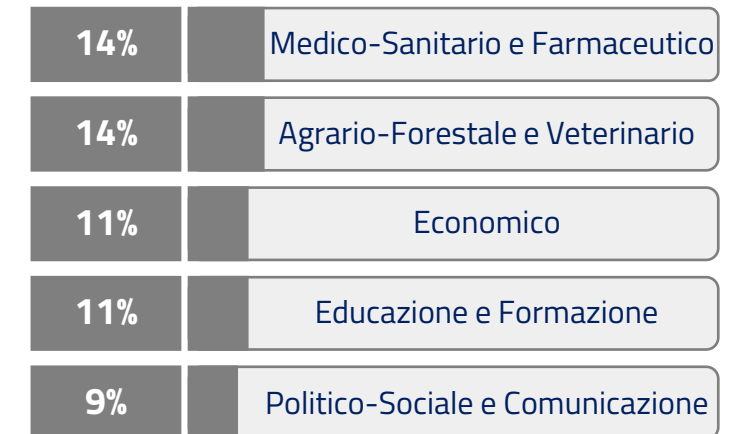 14% Medico-Sanitario e Farmaceutico
14% Agrario-Forestale e Veterinario
11% Economico
11% Educazione e Formazione
9% Politico-Sociale e Comunicazione